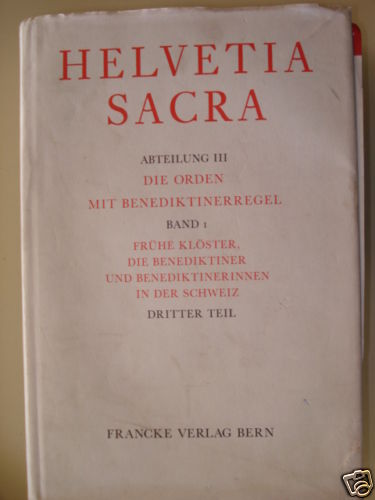 HELVETIA
SACRA
ABTEILUNG III
DIE ORDEN
MIT BENEDIKTINERREGEL
BAND 1
FRÜHE KLÖSTER,
DIE BENEDIKTINER
UND BENEDIKTINERINNEN
IN DER SCHWEIZ
DRITTER TEIL
FRANCKE VERLAG BERN